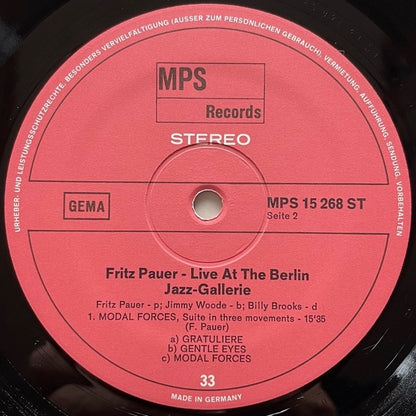 URHEBER- UND LEISTUNGSSCHUTZRECHTE, BESONDERS VERVIELFÄLTIGUNG (AUSSER ZUM PERSÖNLICHEN GEBRAUCH), VERMIETUNG, AUFFÜHRUNG, SENDUNG, VORBEHALTEN
MPS
Records
STEREO
GEMA
MPS 15 268 ST
Seite 2
Fritz Pauer - Live At The Berlin
Jazz-Gallerie
Fritz Pauer - p; Jimmy Woode - b; Billy Brooks - d
1. MODAL FORCES, Suite in three movements - 15'35
(F. Pauer)
a) GRATULIERE
b) GENTLE EYES
c) MODAL FORCES
33
MADE IN GERMANY